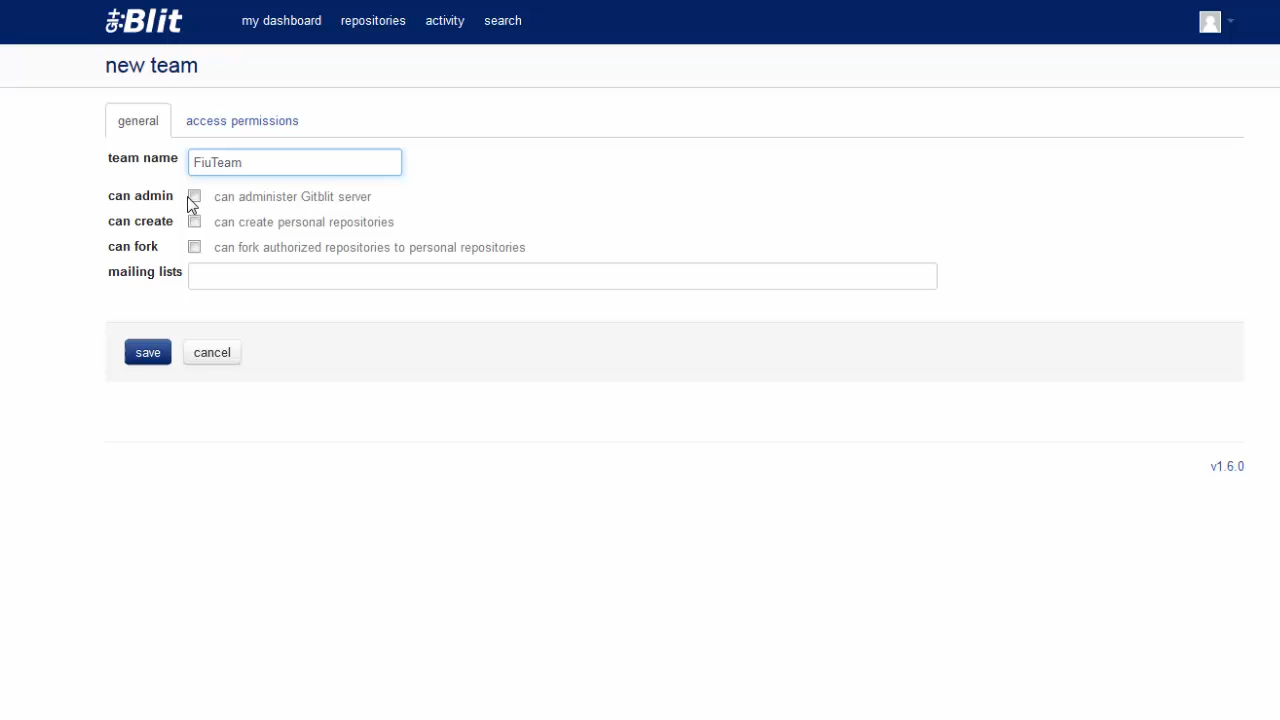 git:Blit my dashboard repositories activity search
new team
general access permissions
team name FiuTeam
can admin can administer Gitblit server
can create can create personal repositories
can fork can fork authorized repositories to personal repositories
mailing lists
save cancel
v1.6.0